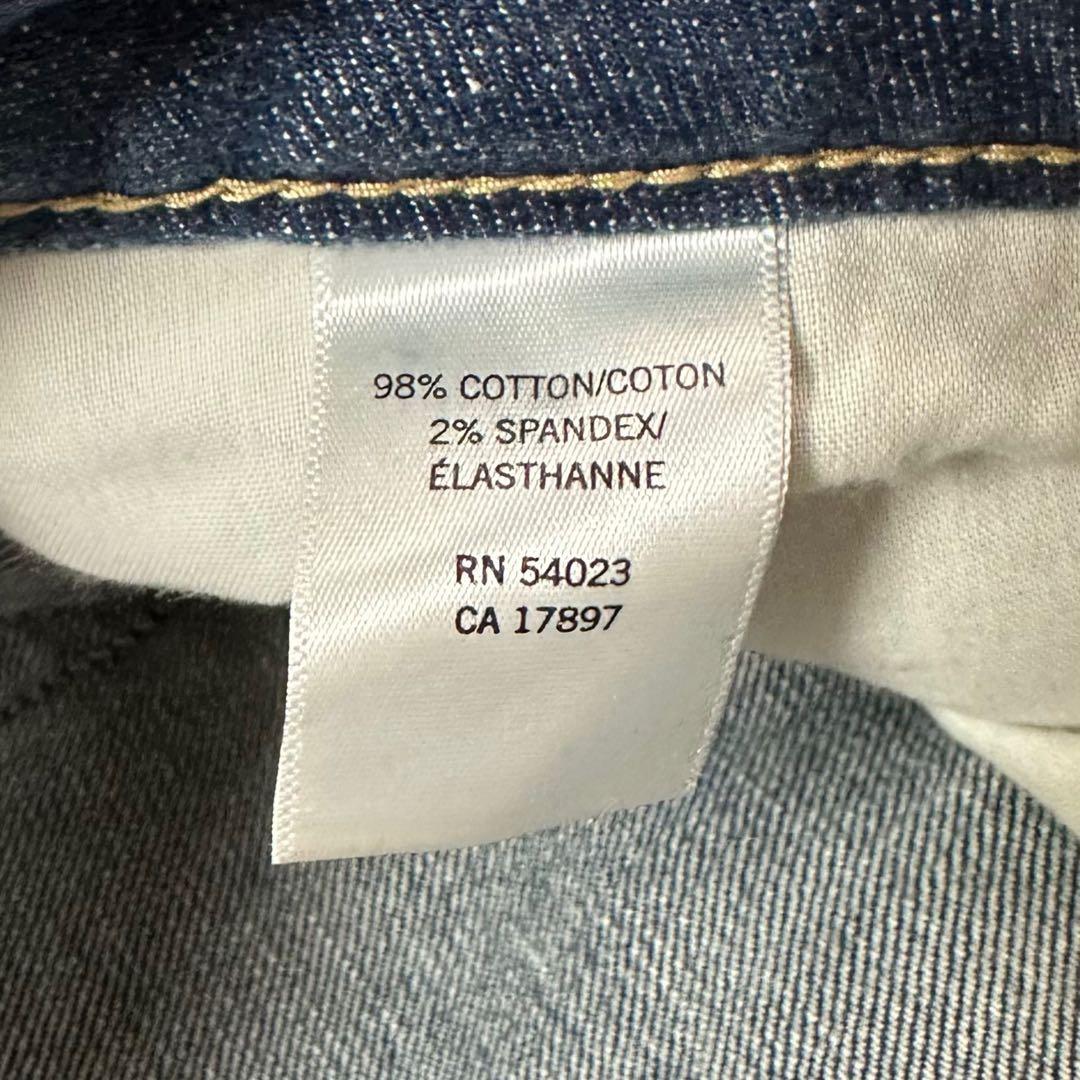 98% COTTON/COTON
2% SPANDEX/
ÉLASTHANNE
RN 54023
CA 17897